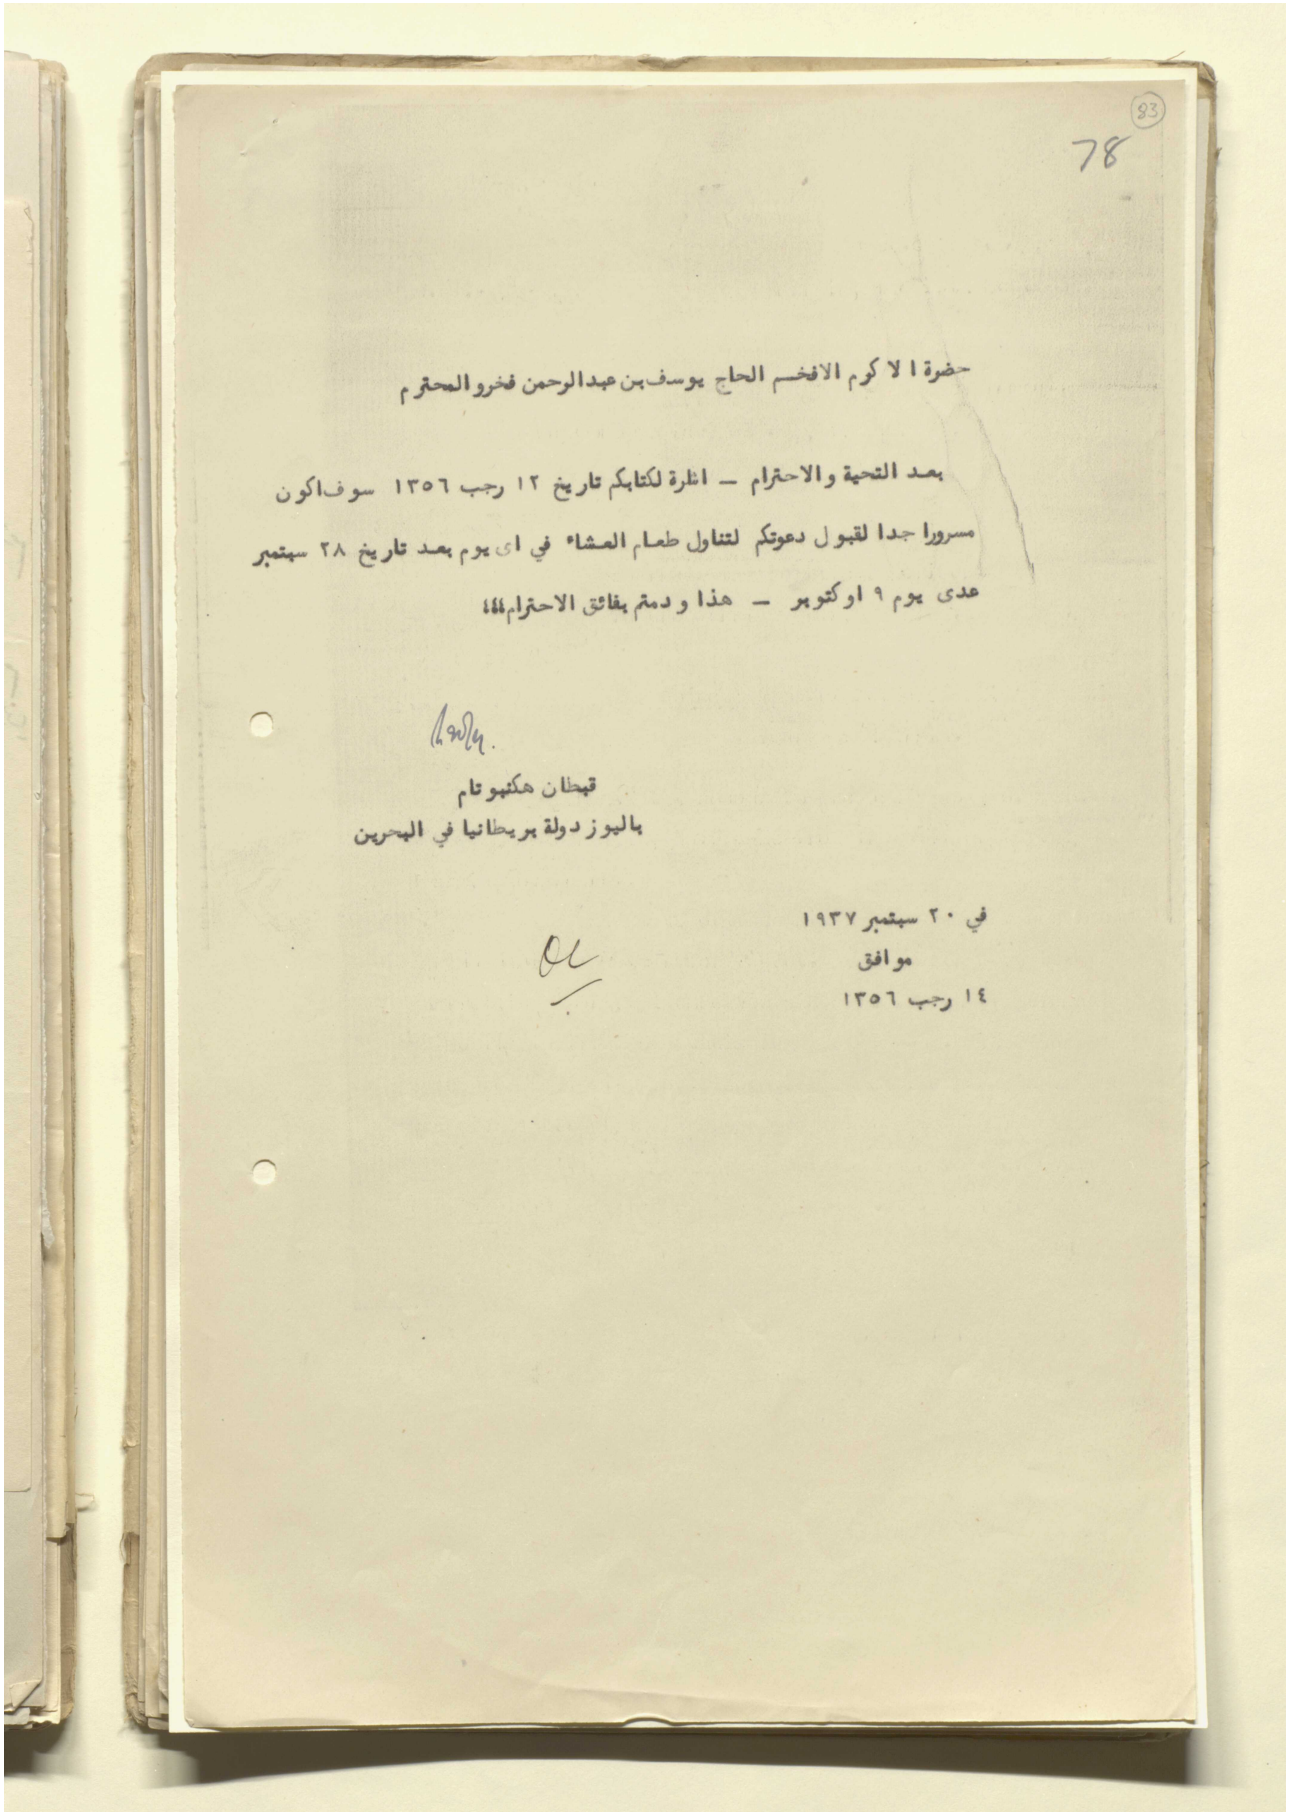 83
78
حضرة الاكرم الافخم الحاج يوسف بن عبدالرحمن فخرو المحترم
بعد التحية والاحترام – اشارة لكتابكم تاريخ ١٢ رجب ١٣٥٦ سوف اكون
مسرورا جدا لقبول دعوتكم لتناول طعام العشاء في اى يوم بعد تاريخ ٢٨ سبتمبر
عدى يوم ٩ اوكتوبر – هذا ودمتم بفائق الاحترام؛؛؛
قبطان هكنبوتام
باليوز دولة بريطانيا في البحرين
في ٢٠ سبتمبر ١٩٣٧
موافق
١٤ رجب ١٣٥٦